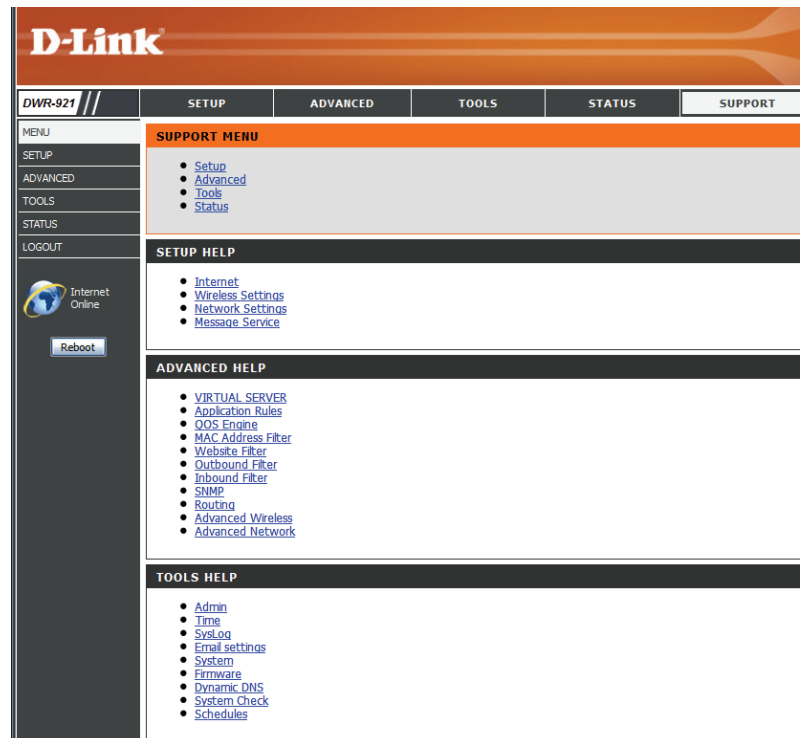 D-Link
DWR-921
SETUP
ADVANCED
TOOLS
STATUS
SUPPORT
MENU
SETUP
ADVANCED
TOOLS
STATUS
LOGOUT
Internet
Online
Reboot
SUPPORT MENU
Setup
Advanced
Tools
Status
SETUP HELP
Internet
Wireless Settings
Network Settings
Message Service
ADVANCED HELP
VIRTUAL SERVER
Application Rules
QOS Engine
MAC Address Filter
Website Filter
Outbound Filter
Inbound Filter
SNMP
Routing
Advanced Wireless
Advanced Network
TOOLS HELP
Admin
Time
SysLog
Email settings
System
Firmware
Dynamic DNS
System Check
Schedules